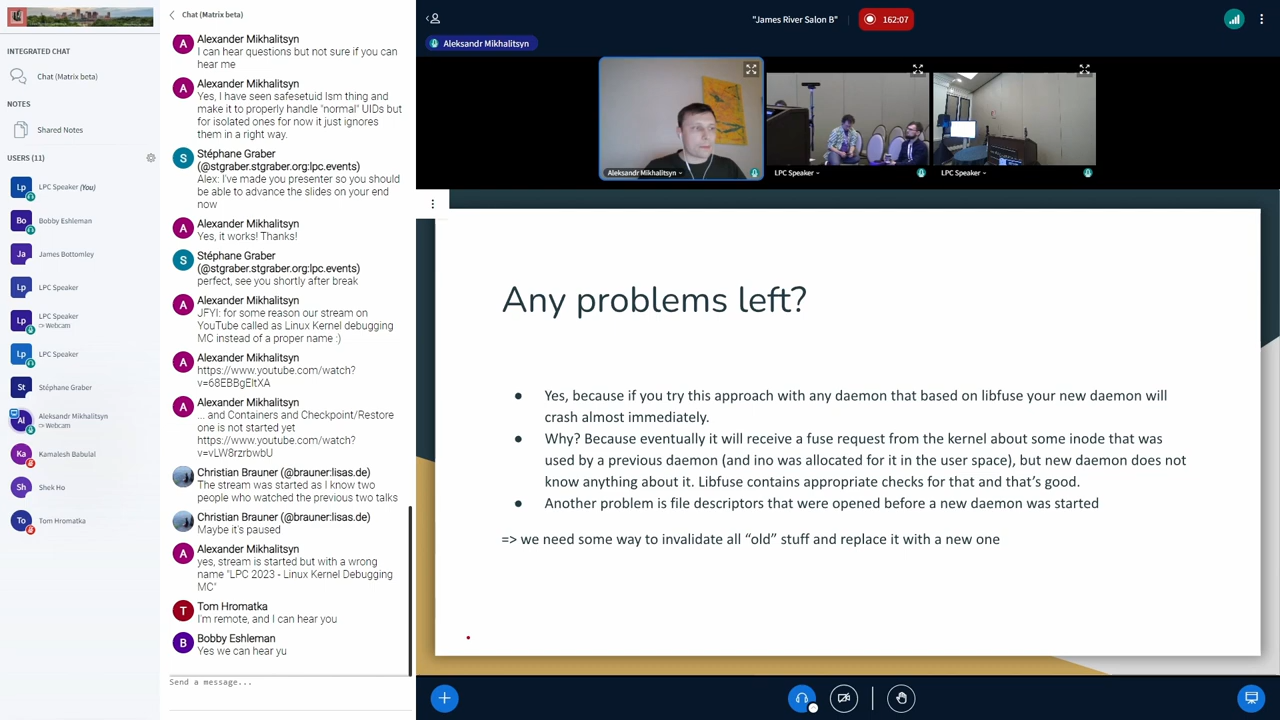 INTEGRATED CHAT
Chat (Matrix beta)
NOTES
Shared Notes
USERS (11)
Lp LPC Speaker (You)
Bo Bobby Eshleman
Ja James Bottomley
Lp LPC Speaker
Lp LPC Speaker
Webcam
Lp LPC Speaker
St Stéphane Graber
Al Aleksandr Mikhalitsyn
Webcam
Ka Kamalesh Babulal
Sh Shek Ho
To Tom Hromatka
Chat (Matrix beta)
A Alexander Mikhalitsyn
I can hear questions but not sure if you can
hear me
A Alexander Mikhalitsyn
Yes, I have seen safesetuid lsm thing and
make it to properly handle "normal" UIDs but
for isolated ones for now it just ignores
them in a right way.
S Stéphane Graber
(@stgraber.stgraber.org:lpc.events)
Alex: I've made you presenter so you should
be able to advance the slides on your end
now
A Alexander Mikhalitsyn
Yes, it works! Thanks!
S Stéphane Graber
(@stgraber.stgraber.org:lpc.events)
perfect, see you shortly after break
A Alexander Mikhalitsyn
JFYI: for some reason our stream on
YouTube called as Linux Kernel debugging
MC instead of a proper name :)
A Alexander Mikhalitsyn
https://www.youtube.com/watch?
v=68EBBgEltXA
A Alexander Mikhalitsyn
... and Containers and Checkpoint/Restore
one is not started yet
https://www.youtube.com/watch?
v=vLW8rzrbwbU
Christian Brauner (@brauner:lisas.de)
The stream was started as I know two
people who watched the previous two talks
Christian Brauner (@brauner:lisas.de)
Maybe it's paused
A Alexander Mikhalitsyn
yes, stream is started but with a wrong
name "LPC 2023 - Linux Kernel Debugging
MC"
T Tom Hromatka
I'm remote, and I can hear you
B Bobby Eshleman
Yes we can hear yu
Send a message...
"James River Salon B"
162:07
Aleksandr Mikhalitsyn
Aleksandr Mikhalitsyn
LPC Speaker
LPC Speaker
Any problems left?
● Yes, because if you try this approach with any daemon that based on libfuse your new daemon will
crash almost immediately.
● Why? Because eventually it will receive a fuse request from the kernel about some inode that was
used by a previous daemon (and ino was allocated for it in the user space), but new daemon does not
know anything about it. Libfuse contains appropriate checks for that and that's good.
● Another problem is file descriptors that were opened before a new daemon was started
=> we need some way to invalidate all “old” stuff and replace it with a new one